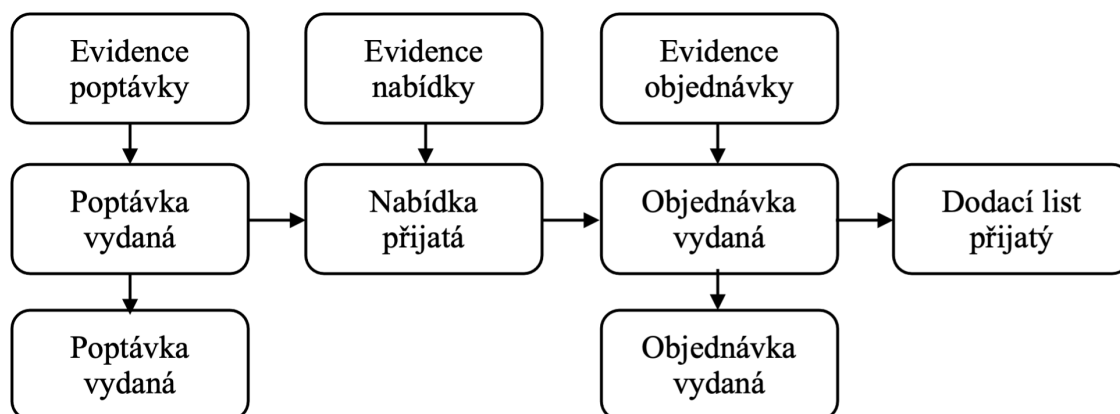 Evidence
poptávky
Evidence
nabídky
Evidence
objednávky
Poptávka
vydaná
Nabídka
přijatá
Objednávka
vydaná
Dodací list
přijatý
Poptávka
vydaná
Objednávka
vydaná